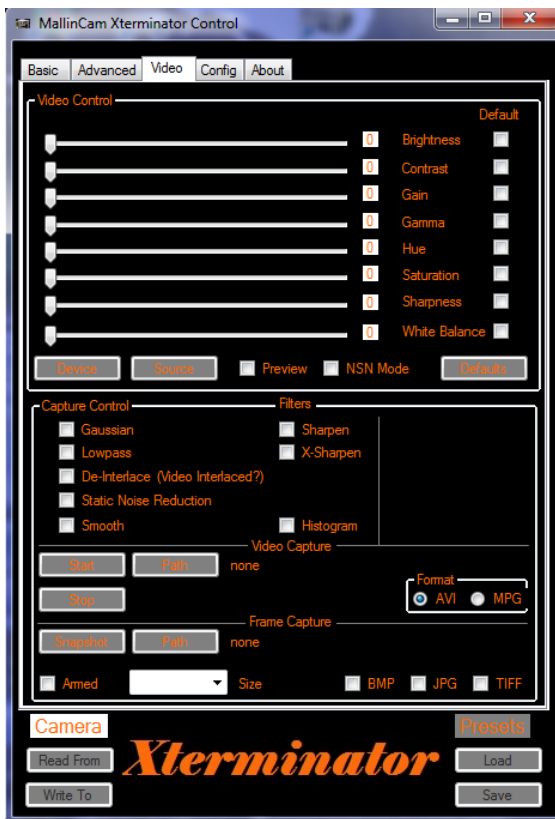 MallinCam Xterminator Control
Basic Advanced Video Config About
Video Control
Default
0 Brightness
0 Contrast
0 Gain
0 Gamma
0 Hue
0 Saturation
0 Sharpness
0 White Balance
Device Source Preview NSN Mode Defaults
Capture Control Filters
Gaussian Sharpen
Lowpass X-Sharpen
De-Interlace (Video Interlaced?)
Static Noise Reduction
Smooth Histogram
Video Capture
Start Path none
Format
Stop AVI MPG
Frame Capture
Snapshot Path none
Armed Size BMP JPG TIFF
Camera Presets
Read From Xterminator Load
Write To Save